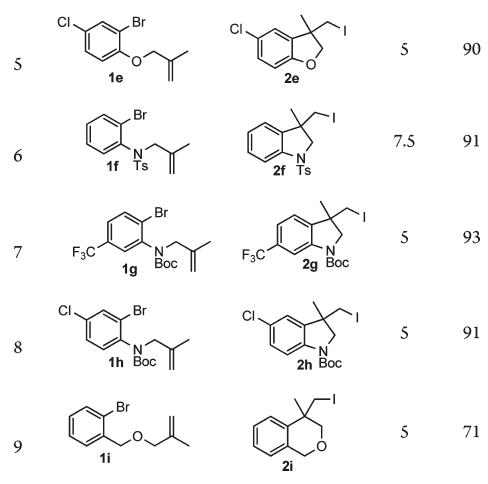 Cl Br Cl I
O O
5 1e 2e 5 90
Br I
N N
6 Ts Ts 7.5 91
1f 2f
Br I
F3C N F3C N
7 Boc Boc 5 93
1g 2g
Cl Br Cl I
N N
8 Boc Boc 5 91
1h 2h
Br I
O O
9 1i 2i 5 71